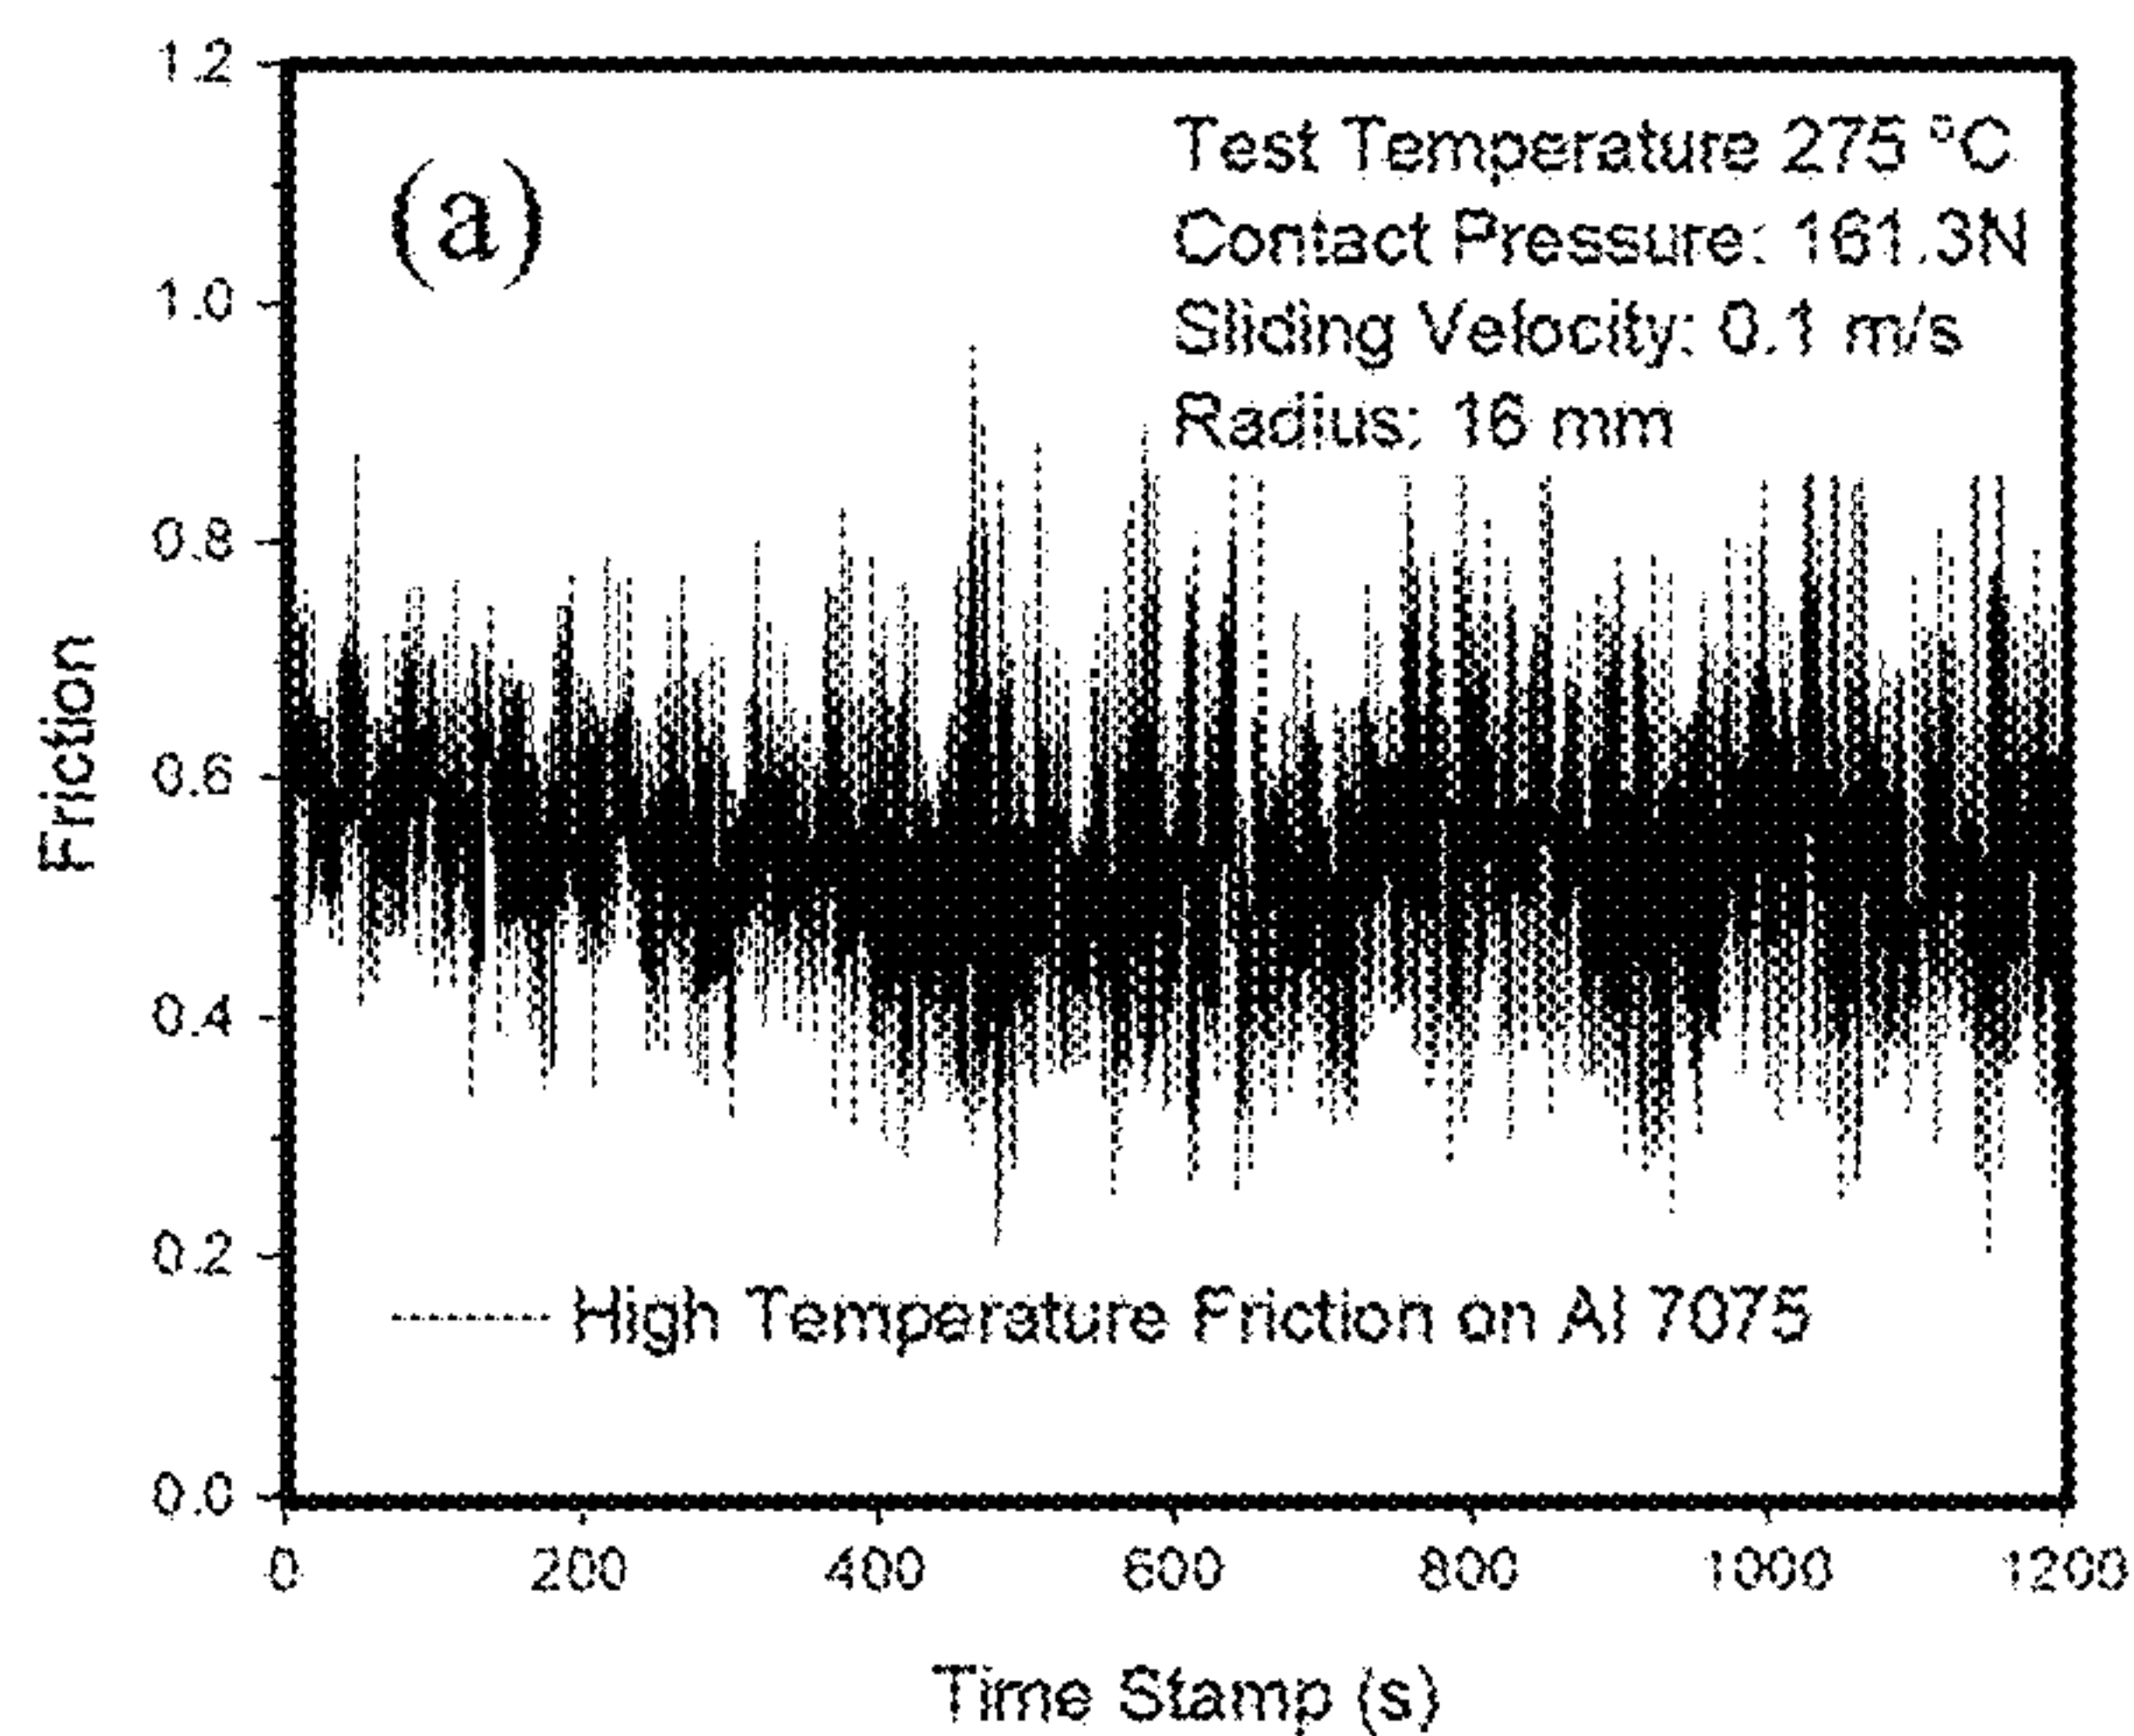 1.2
(a)
Test Temperature 275 °C
Contact Pressure: 161.3N
1.0
Sliding Velocity: 0.1 m/s
Radius: 16 mm
0.8
Friction
0.6
0.4
0.2
High Temperature Friction on Al 7075
0.0
0 200 400 600 800 1000 1200
Time Stamp (s)